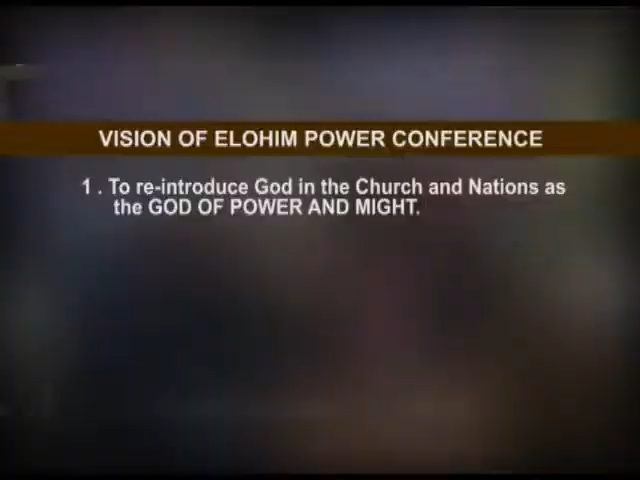 VISION OF ELOHIM POWER CONFERENCE
1 . To re-introduce God in the Church and Nations as
the GOD OF POWER AND MIGHT.